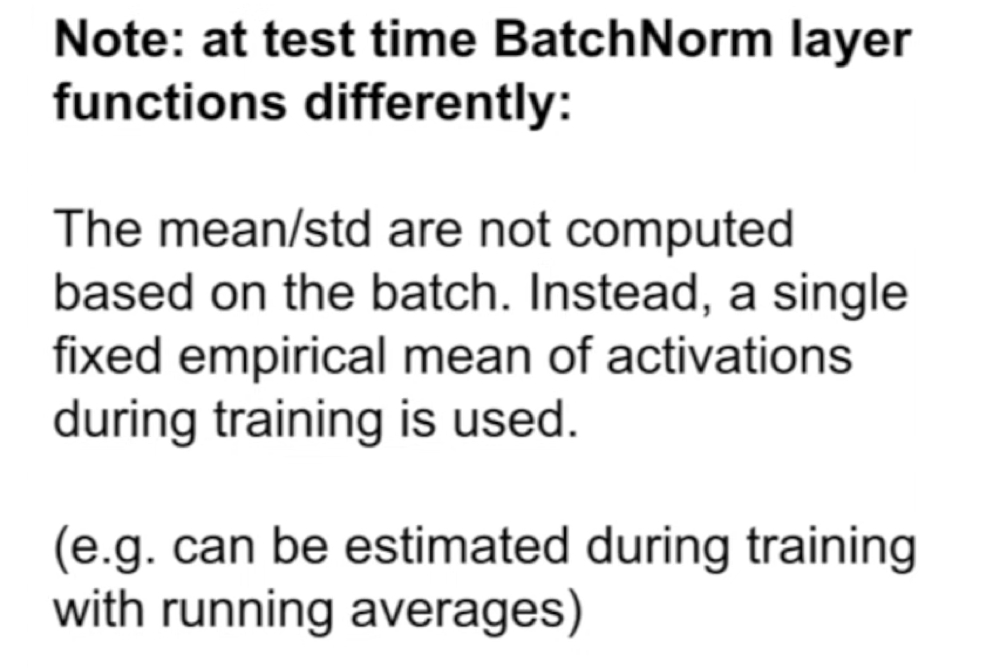 Note: at test time BatchNorm layer
functions differently:
The mean/std are not computed
based on the batch. Instead, a single
fixed empirical mean of activations
during training is used.
(e.g. can be estimated during training
with running averages)